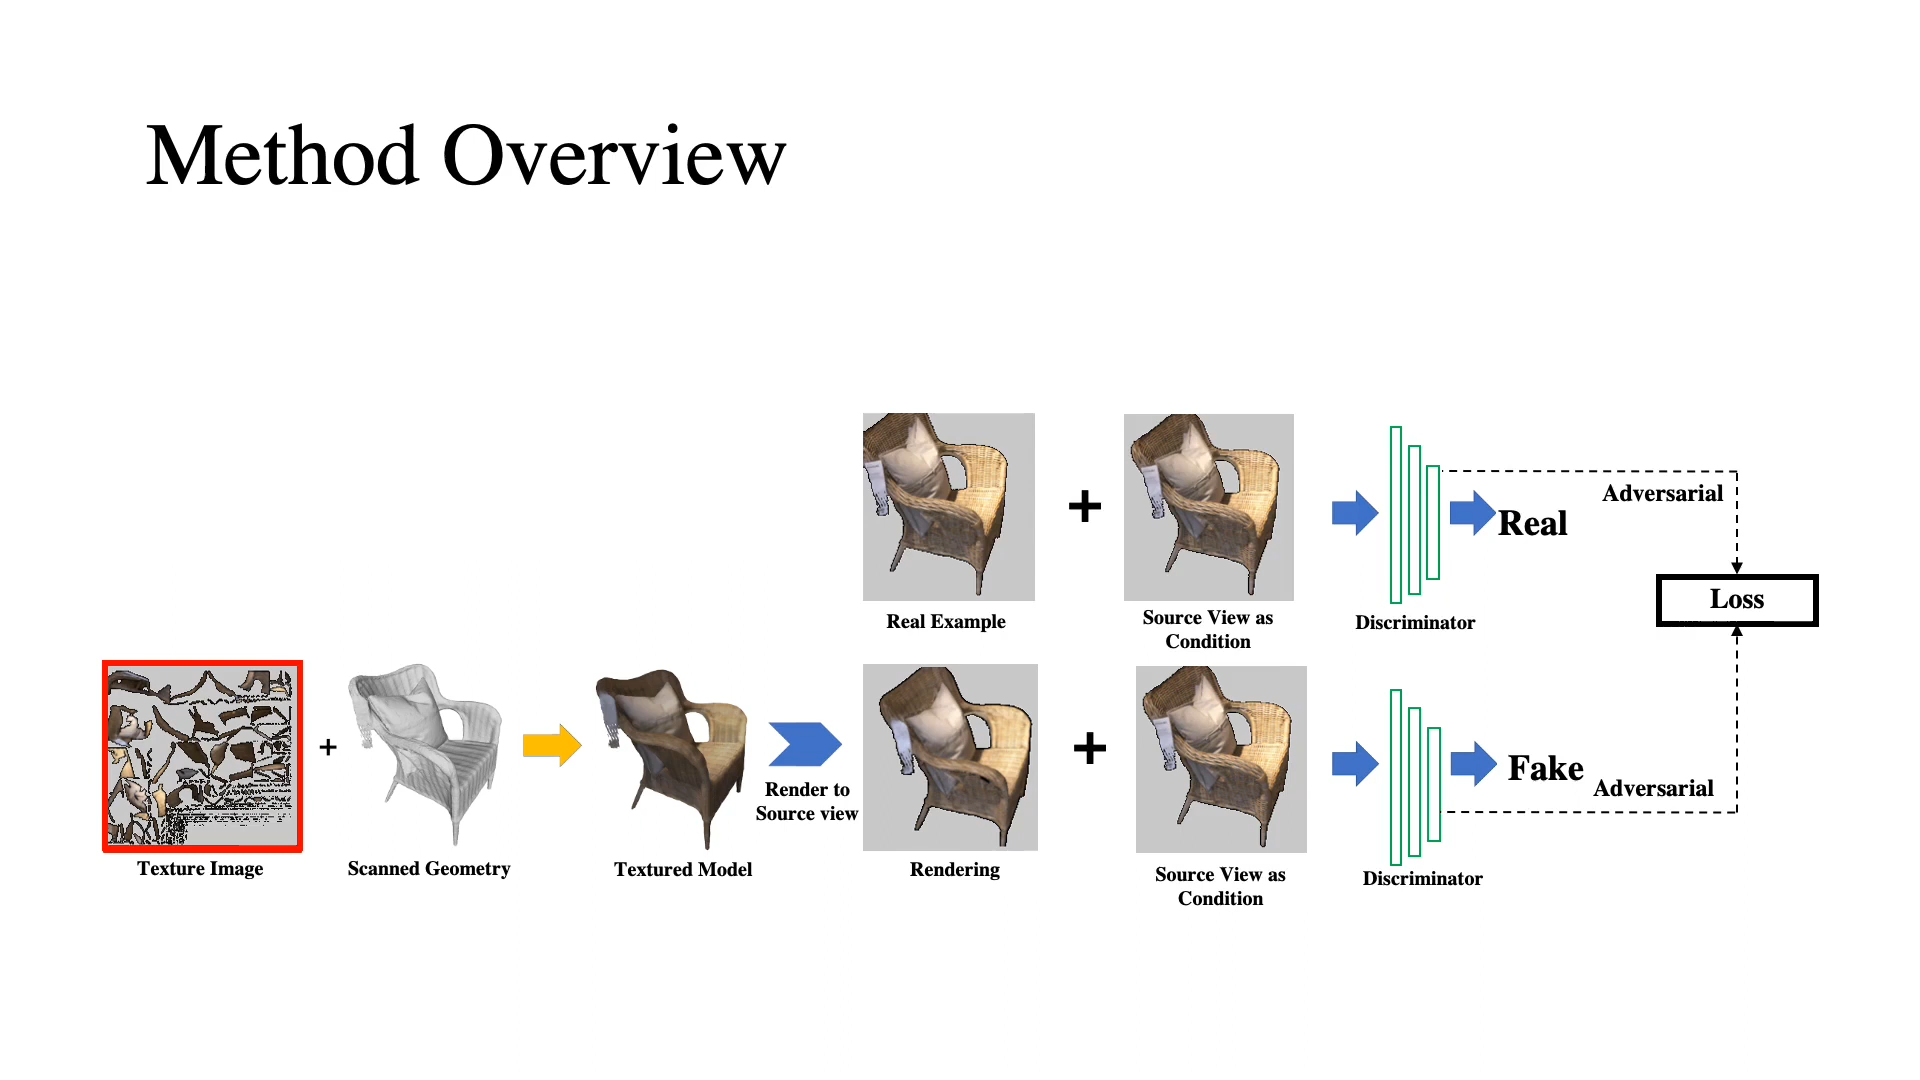 Method Overview
Real Example
Source View as
Condition
Discriminator
Real
Adversarial
Loss
Texture Image
+
Scanned Geometry
Textured Model
Render to
Source view
Rendering
+
+
Source View as
Condition
Discriminator
Fake
Adversarial